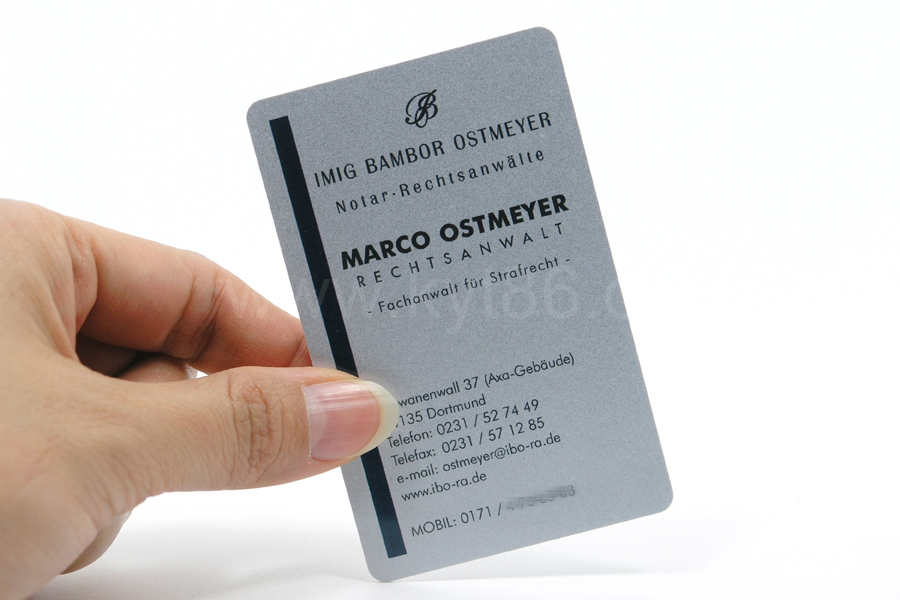 IMIG BAMBOR OSTMEYER
Notar-Rechtsanwälte
MARCO OSTMEYER
RECHTSANWALT
- Fachanwalt für Strafrecht -
wanenwall 37 (Axa-Gebäude)
135 Dortmund
Telefon: 0231 / 52 74 49
Telefax: 0231 / 57 12 85
e-mail: ostmeyer@ibo-ra.de
www.ibo-ra.de
MOBIL: 0171 /